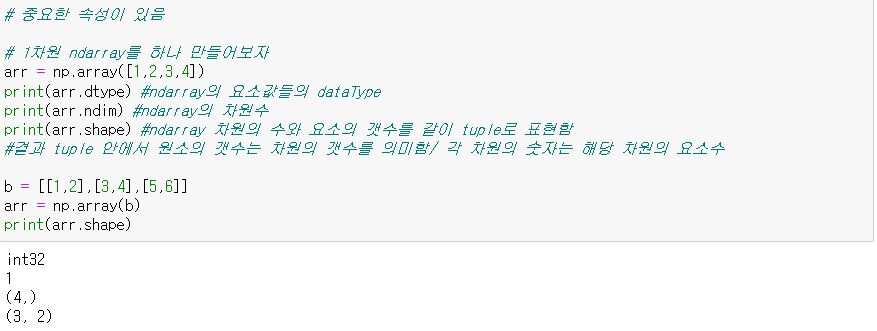 # 중요한 속성이 있음
# 1차원 ndarray를 하나 만들어보자
arr = np.array([1,2,3,4])
print(arr.dtype) #ndarray의 요소값들의 dataType
print(arr.ndim) #ndarray의 차원수
print(arr.shape) #ndarray 차원의 수와 요소의 갯수를 같이 tuple로 표현함
#결과 tuple 안에서 원소의 갯수는 차원의 갯수를 의미함/ 각 차원의 숫자는 해당 차원의 요소수
b = [[1,2],[3,4],[5,6]]
arr = np.array(b)
print(arr.shape)
int32
1
(4,)
(3, 2)